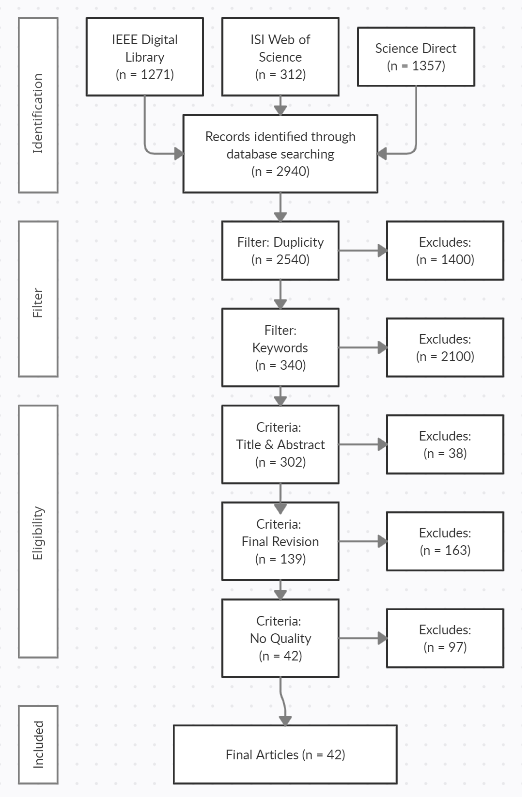 Identification
IEEE Digital
Library
(n = 1271)
ISI Web of
Science
(n = 312)
Science Direct
(n = 1357)
Records identified through
database searching
(n = 2940)
Filter
Filter: Duplicity
(n = 2540)
Excludes:
(n = 1400)
Filter:
Keywords
(n = 340)
Excludes:
(n = 2100)
Eligibility
Criteria:
Title & Abstract
(n = 302)
Excludes:
(n = 38)
Criteria:
Final Revision
(n = 139)
Excludes:
(n = 163)
Criteria:
No Quality
(n = 42)
Excludes:
(n = 97)
Included
Final Articles (n = 42)